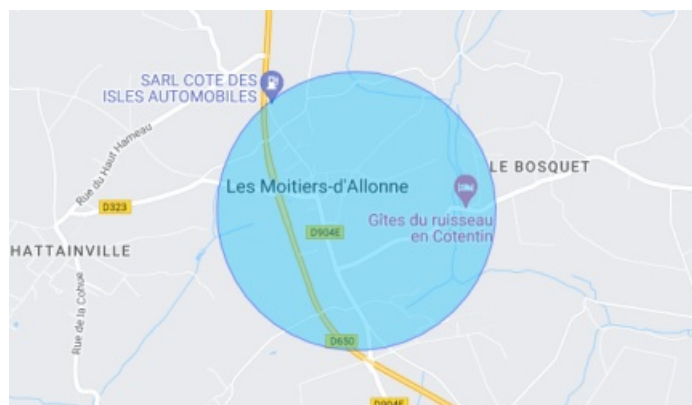 SARL COTE DES
ISLES AUTOMOBILES
Rue du Haut Hameau
LE BOSQUET
Les Moitiers-d'Allonne
D323
Gîtes du ruisseau
en Cotentin
D904E
HATTAINVILLE
Rue de la Cohue
D650
D904E